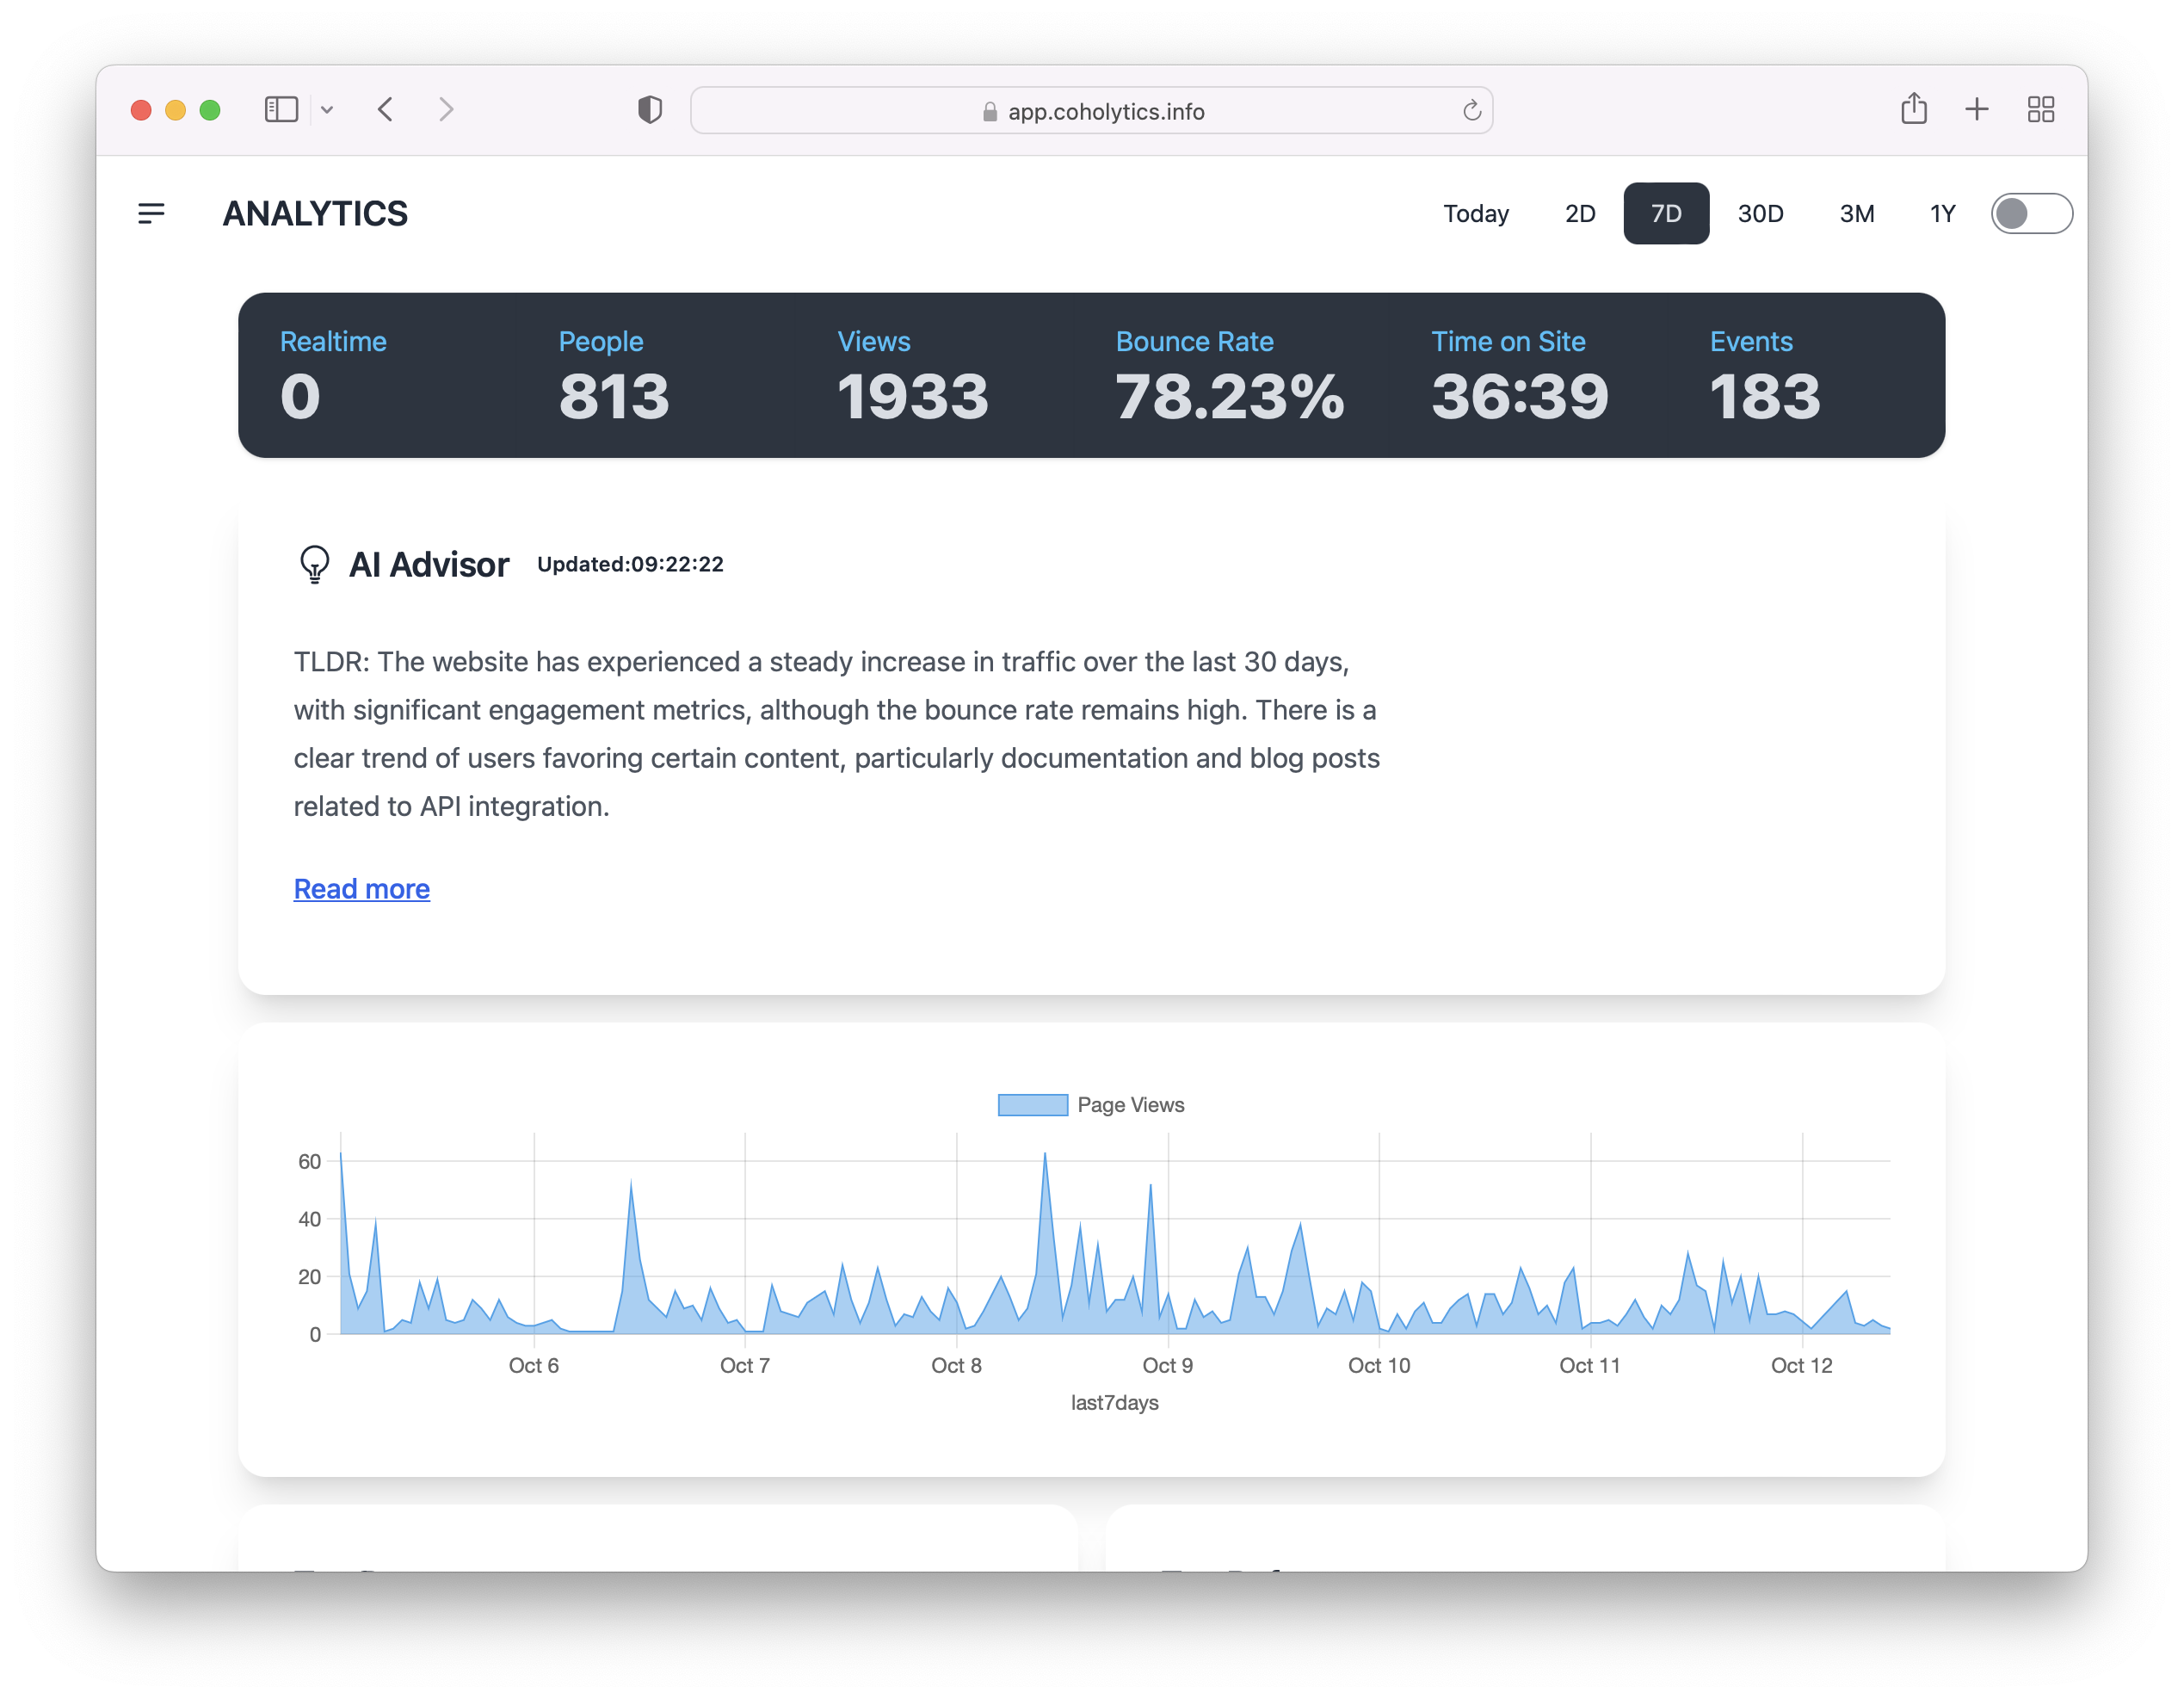 app.coholytics.info
ANALYTICS
Today 2D 7D 30D 3M 1Y
Realtime People Views Bounce Rate Time on Site Events
0 813 1933 78.23% 36:39 183
AI Advisor Updated:09:22:22
TLDR: The website has experienced a steady increase in traffic over the last 30 days,
with significant engagement metrics, although the bounce rate remains high. There is a
clear trend of users favoring certain content, particularly documentation and blog posts
related to API integration.
Read more
Page Views
60
40
20
0
Oct 6 Oct 7 Oct 8 Oct 9 Oct 10 Oct 11 Oct 12
last7days